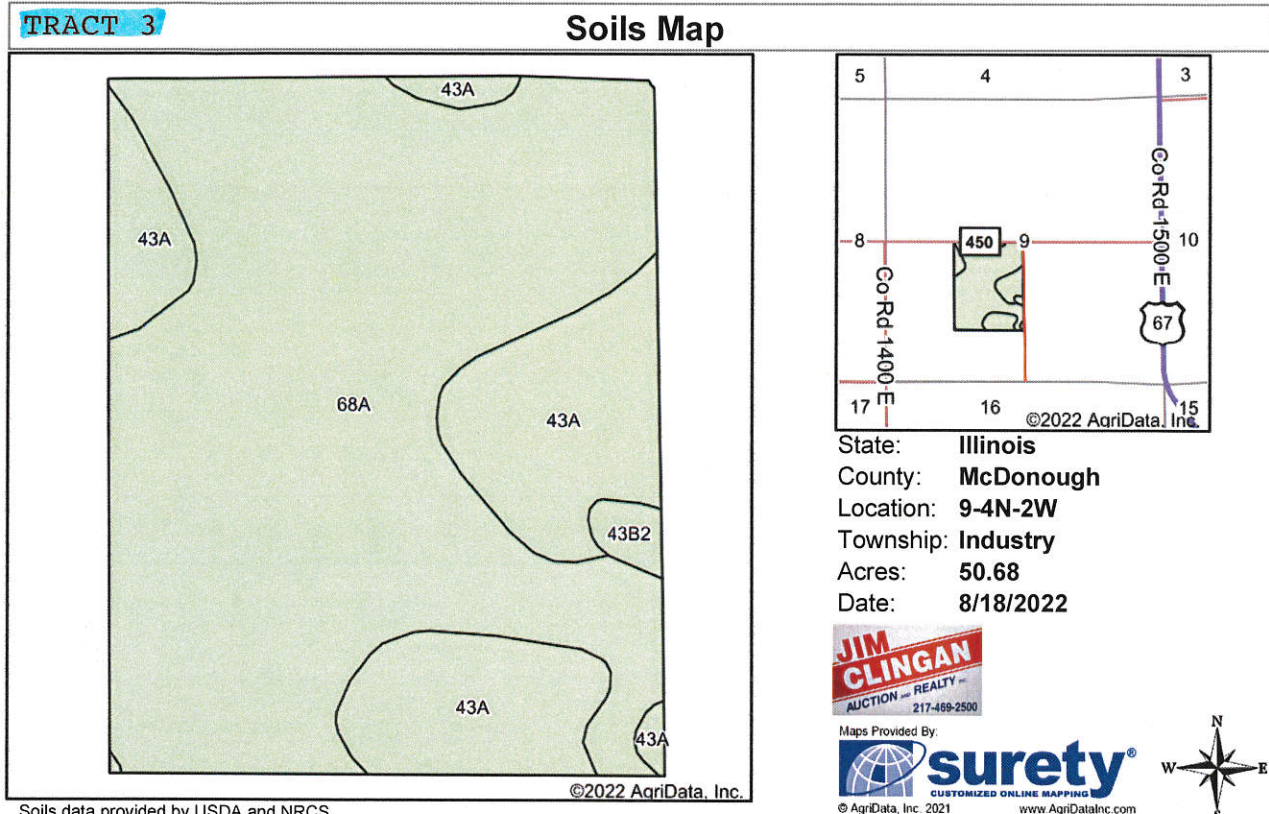 TRACT 3
Soils Map
43A
43A
68A
43A
43B2
43A
43A
©2022 AgriData, Inc.
Soils data provided by USDA and NRCS.
5 4 3
8 450 9 10
Co Rd 1400 E
Co Rd 1500 E
67
17 16 15
©2022 AgriData, Inc.
State: Illinois
County: McDonough
Location: 9-4N-2W
Township: Industry
Acres: 50.68
Date: 8/18/2022
JIM
CLINGAN
AUCTION AND REALTY INC.
217-469-2500
Maps Provided By:
surety®
CUSTOMIZED ONLINE MAPPING
© AgriData, Inc. 2021 www.AgriDataInc.com
N
W E
S